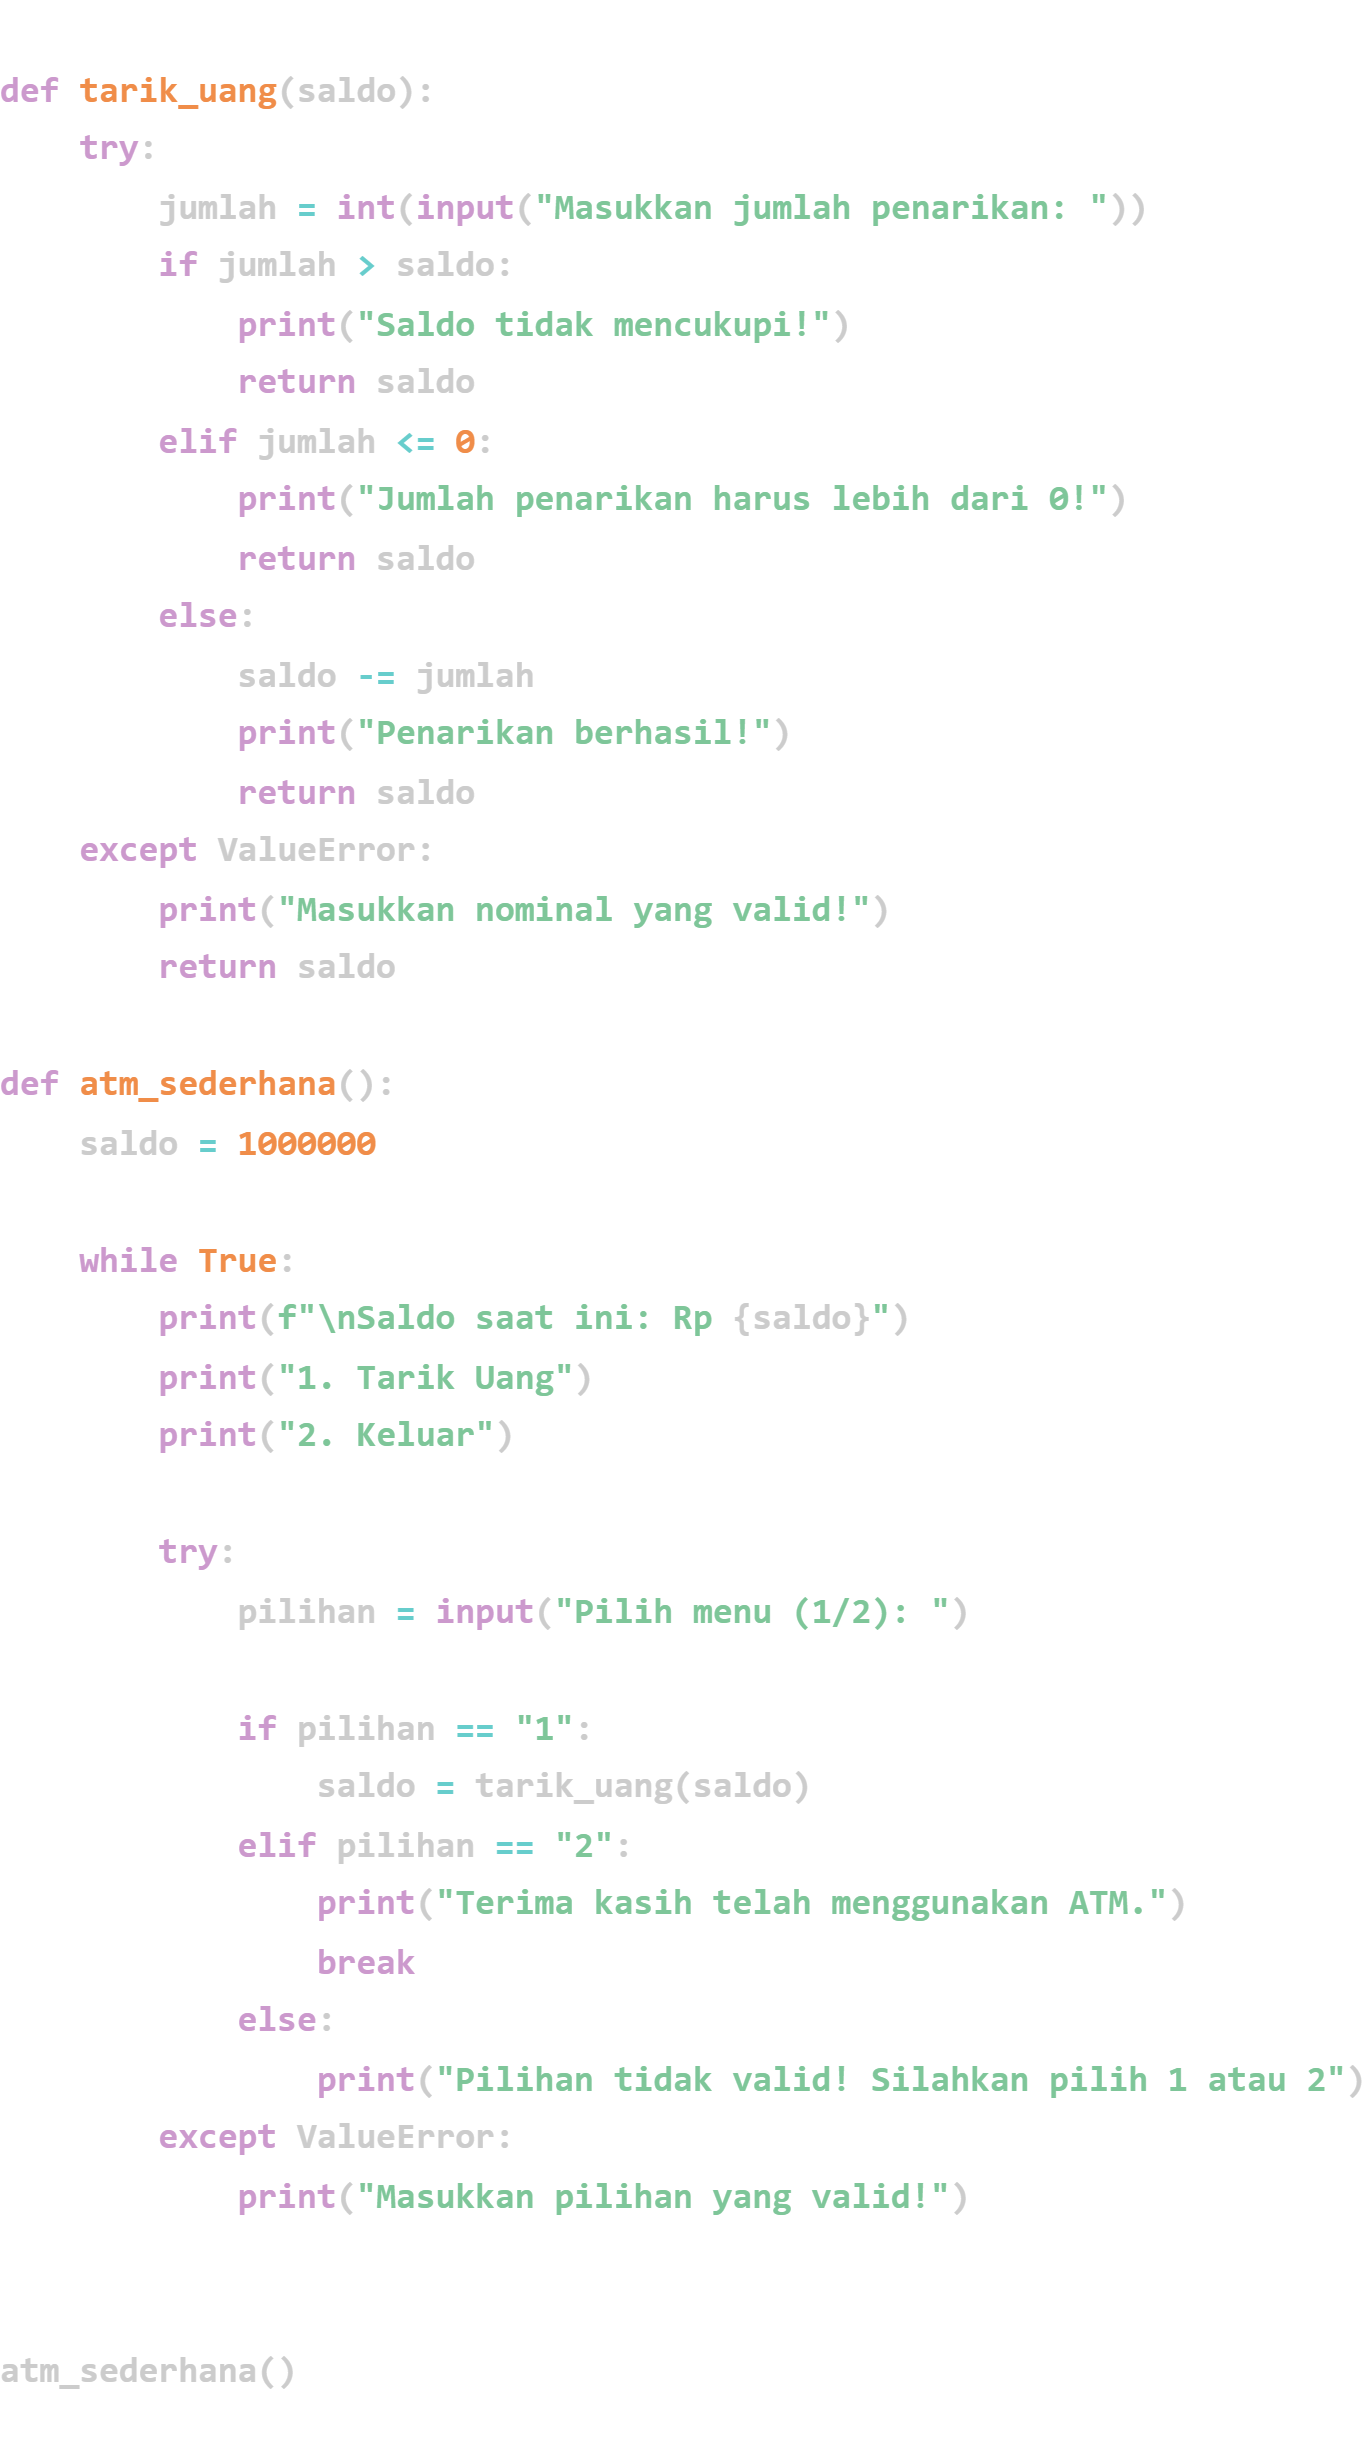 def tarik_uang(saldo):
    try:
        jumlah = int(input("Masukkan jumlah penarikan: "))
        if jumlah > saldo:
            print("Saldo tidak mencukupi!")
            return saldo
        elif jumlah <= 0:
            print("Jumlah penarikan harus lebih dari 0!")
            return saldo
        else:
            saldo -= jumlah
            print("Penarikan berhasil!")
            return saldo
    except ValueError:
        print("Masukkan nominal yang valid!")
        return saldo

def atm_sederhana():
    saldo = 1000000

    while True:
        print(f"\nSaldo saat ini: Rp {saldo}")
        print("1. Tarik Uang")
        print("2. Keluar")

        try:
            pilihan = input("Pilih menu (1/2): ")

            if pilihan == "1":
                saldo = tarik_uang(saldo)
            elif pilihan == "2":
                print("Terima kasih telah menggunakan ATM.")
                break
            else:
                print("Pilihan tidak valid! Silahkan pilih 1 atau 2")
        except ValueError:
            print("Masukkan pilihan yang valid!")


atm_sederhana()